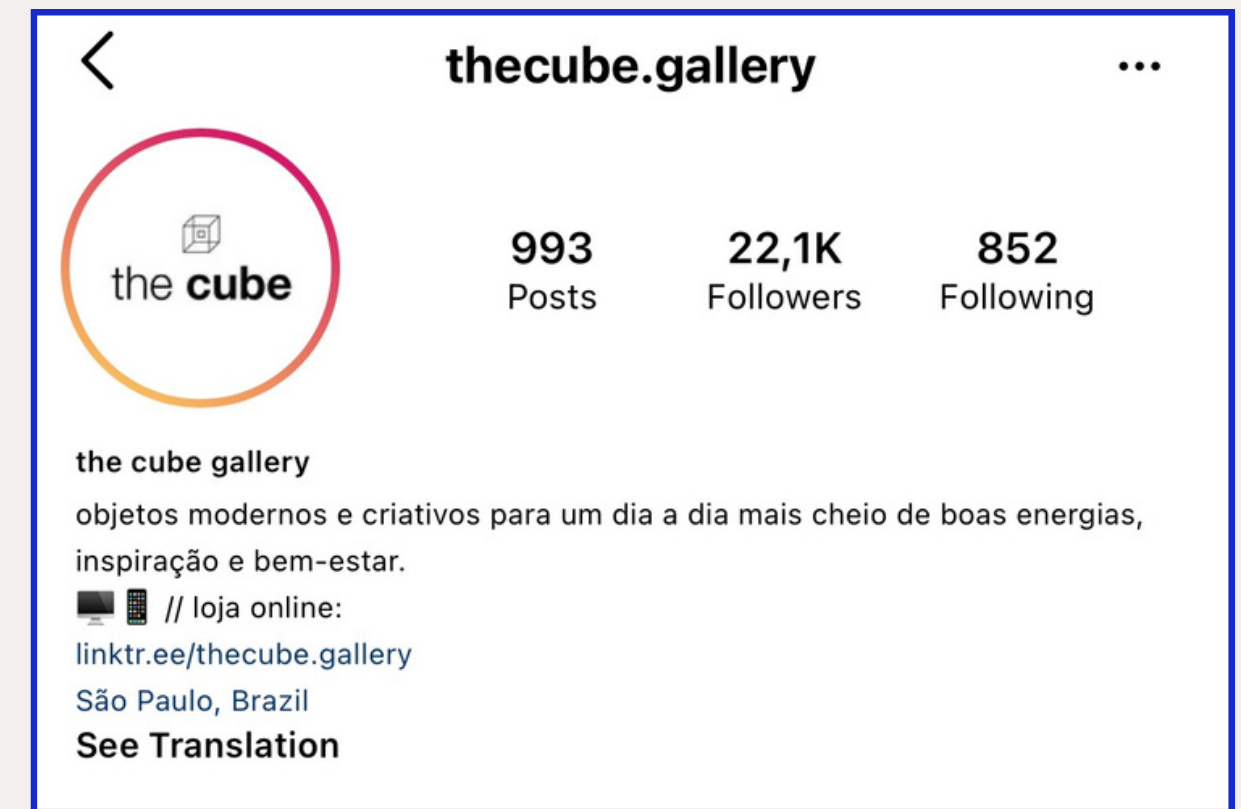 thecube.gallery
the cube
993
22,1K
852
Posts
Followers
Following
the cube gallery
objetos modernos e criativos para um dia a dia mais cheio de boas energias,
inspiração e bem-estar.
🖥️📱 // loja online:
linktr.ee/thecube.gallery
São Paulo, Brazil
See Translation